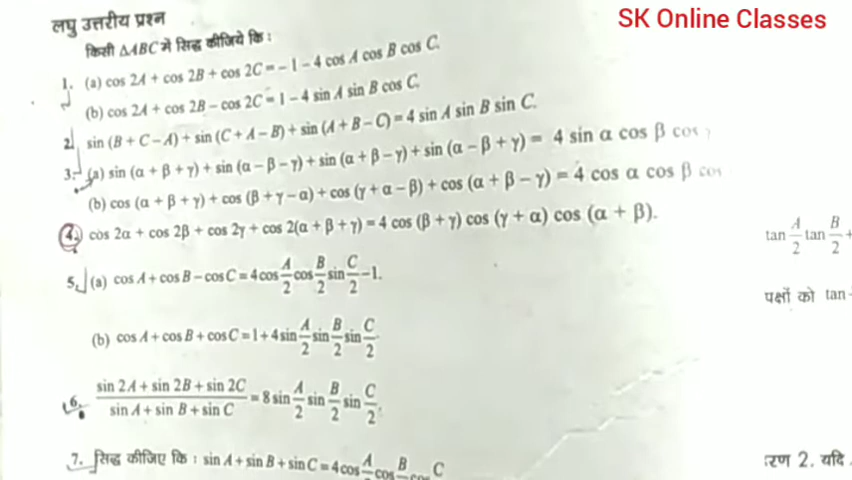 SK Online Classes
लघु उत्तरीय प्रश्न
किसी ΔABC में सिद्ध कीजिये कि :
1. (a) cos 2A + cos 2B + cos 2C = – 1 – 4 cos A cos B cos C.
(b) cos 2A + cos 2B – cos 2C = 1 – 4 sin A sin B cos C.
2. sin (B + C – A) + sin (C + A – B) + sin (A + B – C) = 4 sin A sin B sin C.
3. (a) sin (α + β + γ) + sin (α – β – γ) + sin (α + β – γ) + sin (α – β + γ) = 4 sin α cos β cos γ
(b) cos (α + β + γ) + cos (β + γ – α) + cos (γ + α – β) + cos (α + β – γ) = 4 cos α cos β cos
4. cos 2α + cos 2β + cos 2γ + cos 2(α + β + γ) = 4 cos (β + γ) cos (γ + α) cos (α + β).
5. (a) cos A + cos B – cos C = 4 cos A/2 cos B/2 sin C/2 – 1.
(b) cos A + cos B + cos C = 1 + 4 sin A/2 sin B/2 sin C/2.
6. (sin 2A + sin 2B + sin 2C)/(sin A + sin B + sin C) = 8 sin A/2 sin B/2 sin C/2.
7. सिद्ध कीजिए कि : sin A + sin B + sin C = 4 cos A cos B cos C
tan A/2 tan B/2 +
पक्षों को tan
रण 2. यदि